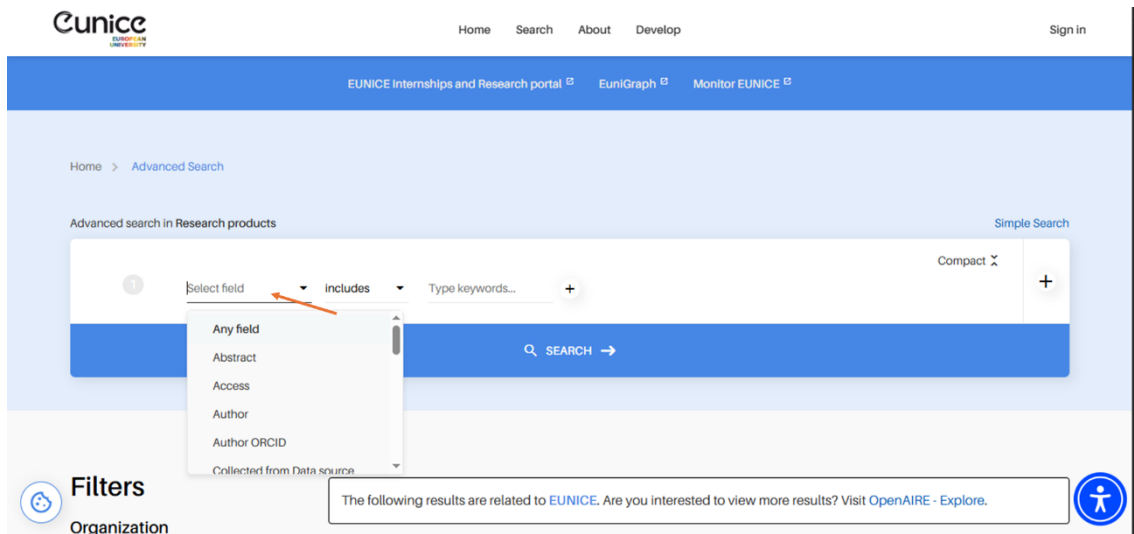 eunice
EUROPEAN
UNIVERSITY
Home Search About Develop
Sign in
EUNICE Internships and Research portal EuniGraph Monitor EUNICE
Home > Advanced Search
Advanced search in Research products
Simple Search
Compact
1 Select field includes Type keywords... +
+
Any field
Abstract
Access
Author
Author ORCID
Collected from Data source
SEARCH →
Filters
Organization
The following results are related to EUNICE. Are you interested to view more results? Visit OpenAIRE - Explore.